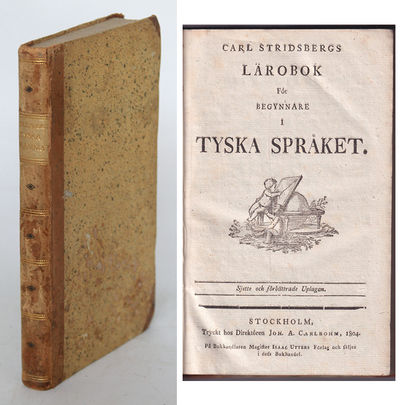 CARL STRIDSBERGS
LÄROBOK
För
BEGYNNARE
I
TYSKA SPRÅKET.
Sjette och förbättrade Uplagan.
STOCKHOLM,
Tryckt hos Direktören JOH. A. CARLBOHM, 1804.
På Bokhandlaren Magister ISAAC UTTERS Förlag och säljes
i dess Bokhandel.